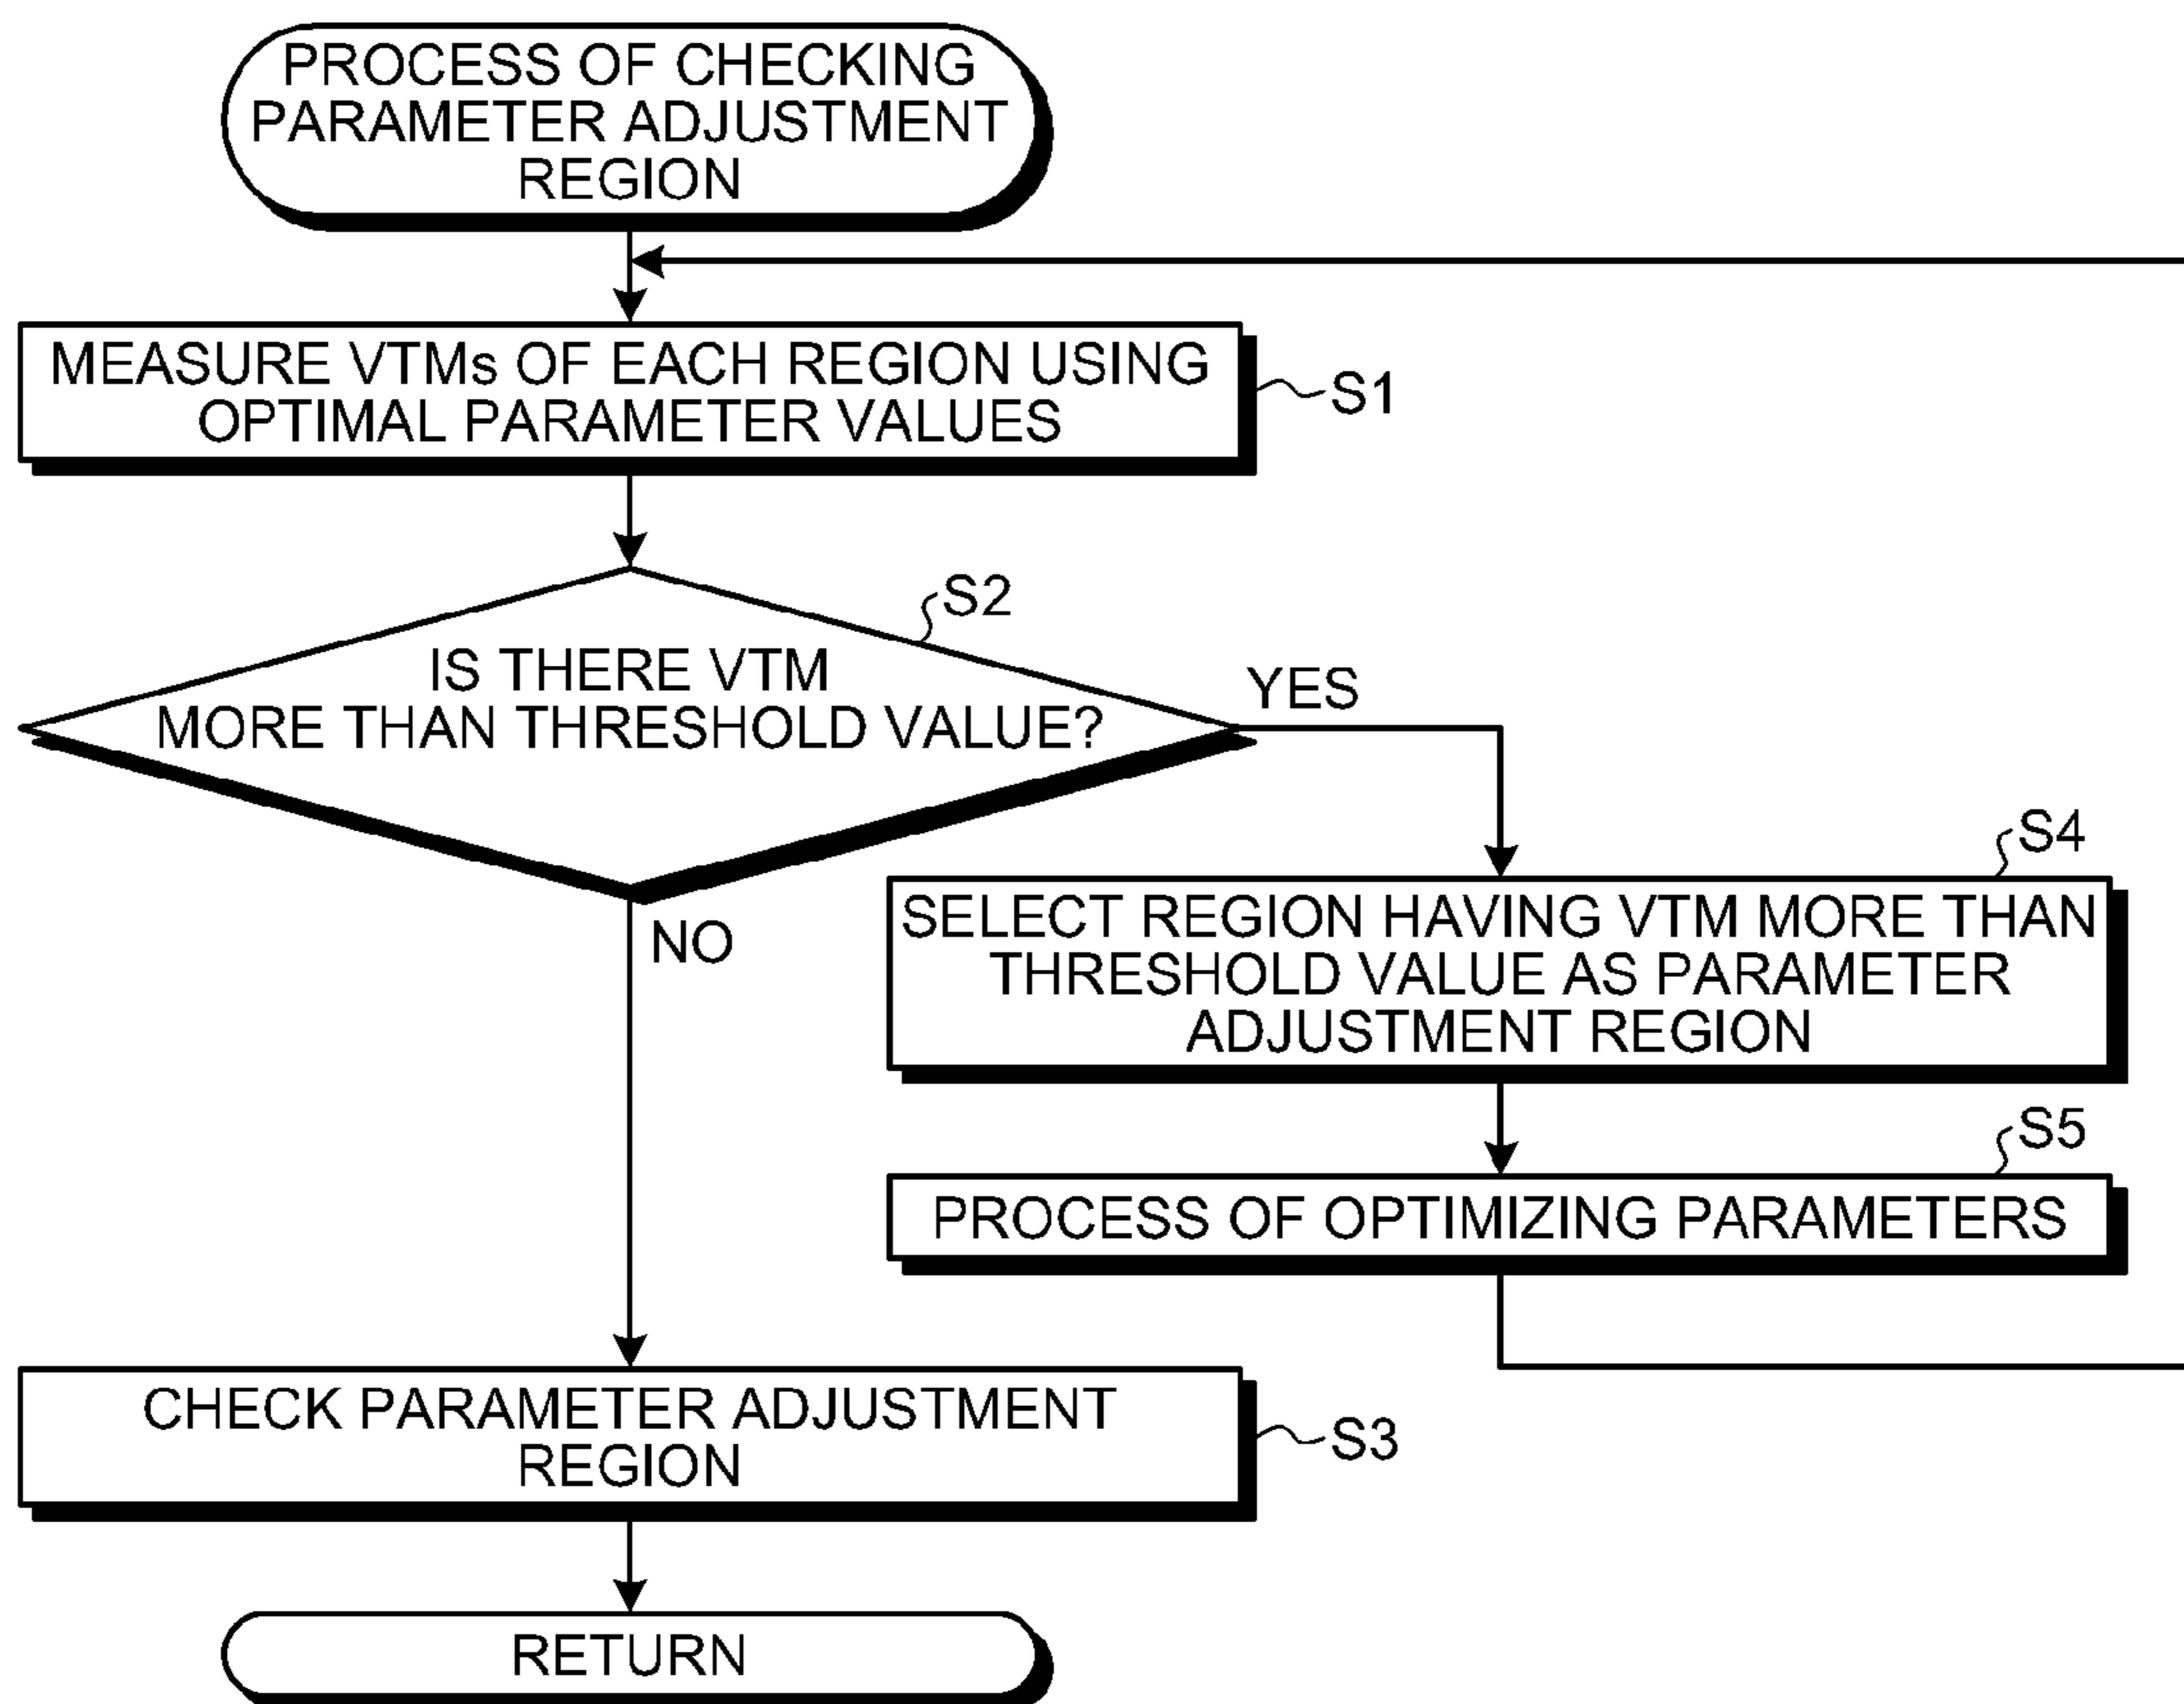 PROCESS OF CHECKING
PARAMETER ADJUSTMENT
REGION
MEASURE VTMs OF EACH REGION USING
OPTIMAL PARAMETER VALUES
S1
S2
IS THERE VTM
MORE THAN THRESHOLD VALUE?
YES
NO
S4
SELECT REGION HAVING VTM MORE THAN
THRESHOLD VALUE AS PARAMETER
ADJUSTMENT REGION
S5
PROCESS OF OPTIMIZING PARAMETERS
CHECK PARAMETER ADJUSTMENT
REGION
S3
RETURN